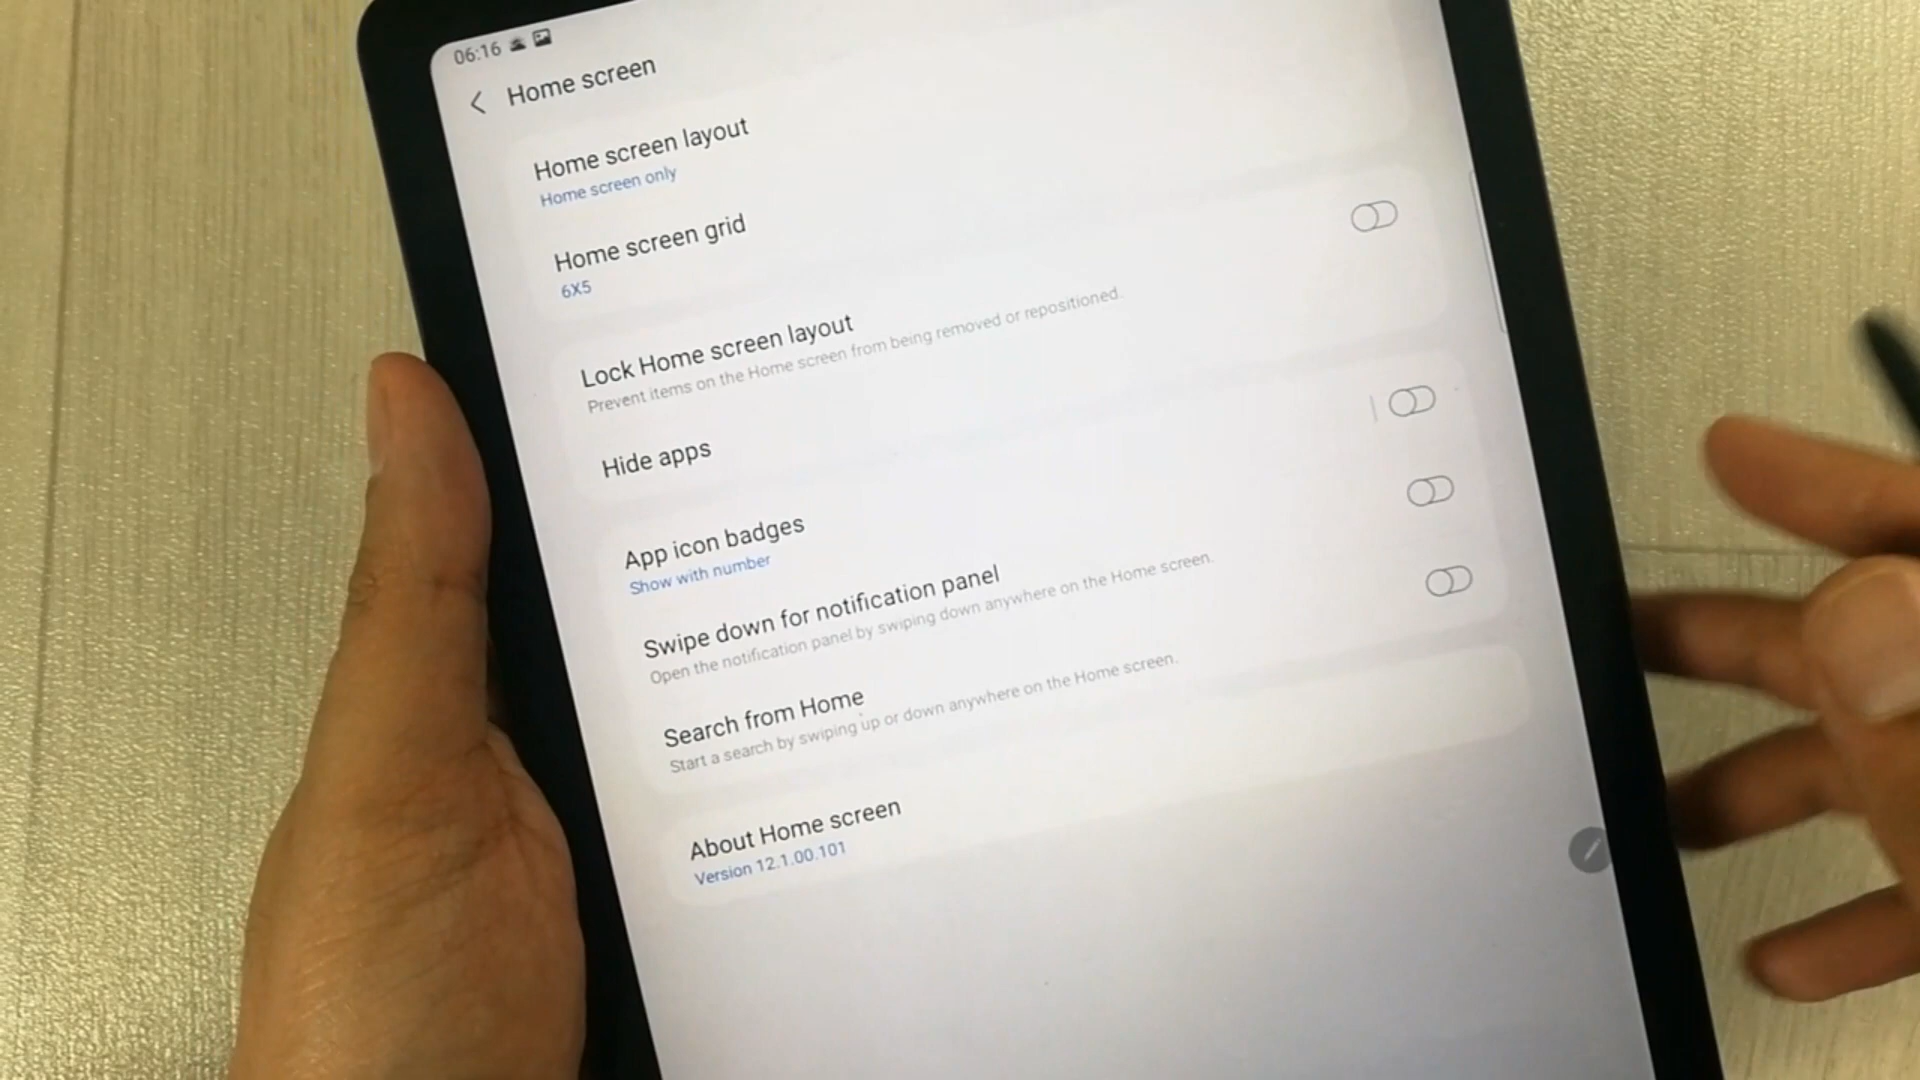 06:16
Home screen
Home screen layout
Home screen only
Home screen grid
6X5
Lock Home screen layout
Prevent items on the Home screen from being removed or repositioned.
Hide apps
App icon badges
Show with number
Swipe down for notification panel
Open the notification panel by swiping down anywhere on the Home screen.
Search from Home
Start a search by swiping up or down anywhere on the Home screen.
About Home screen
Version 12.1.00.101